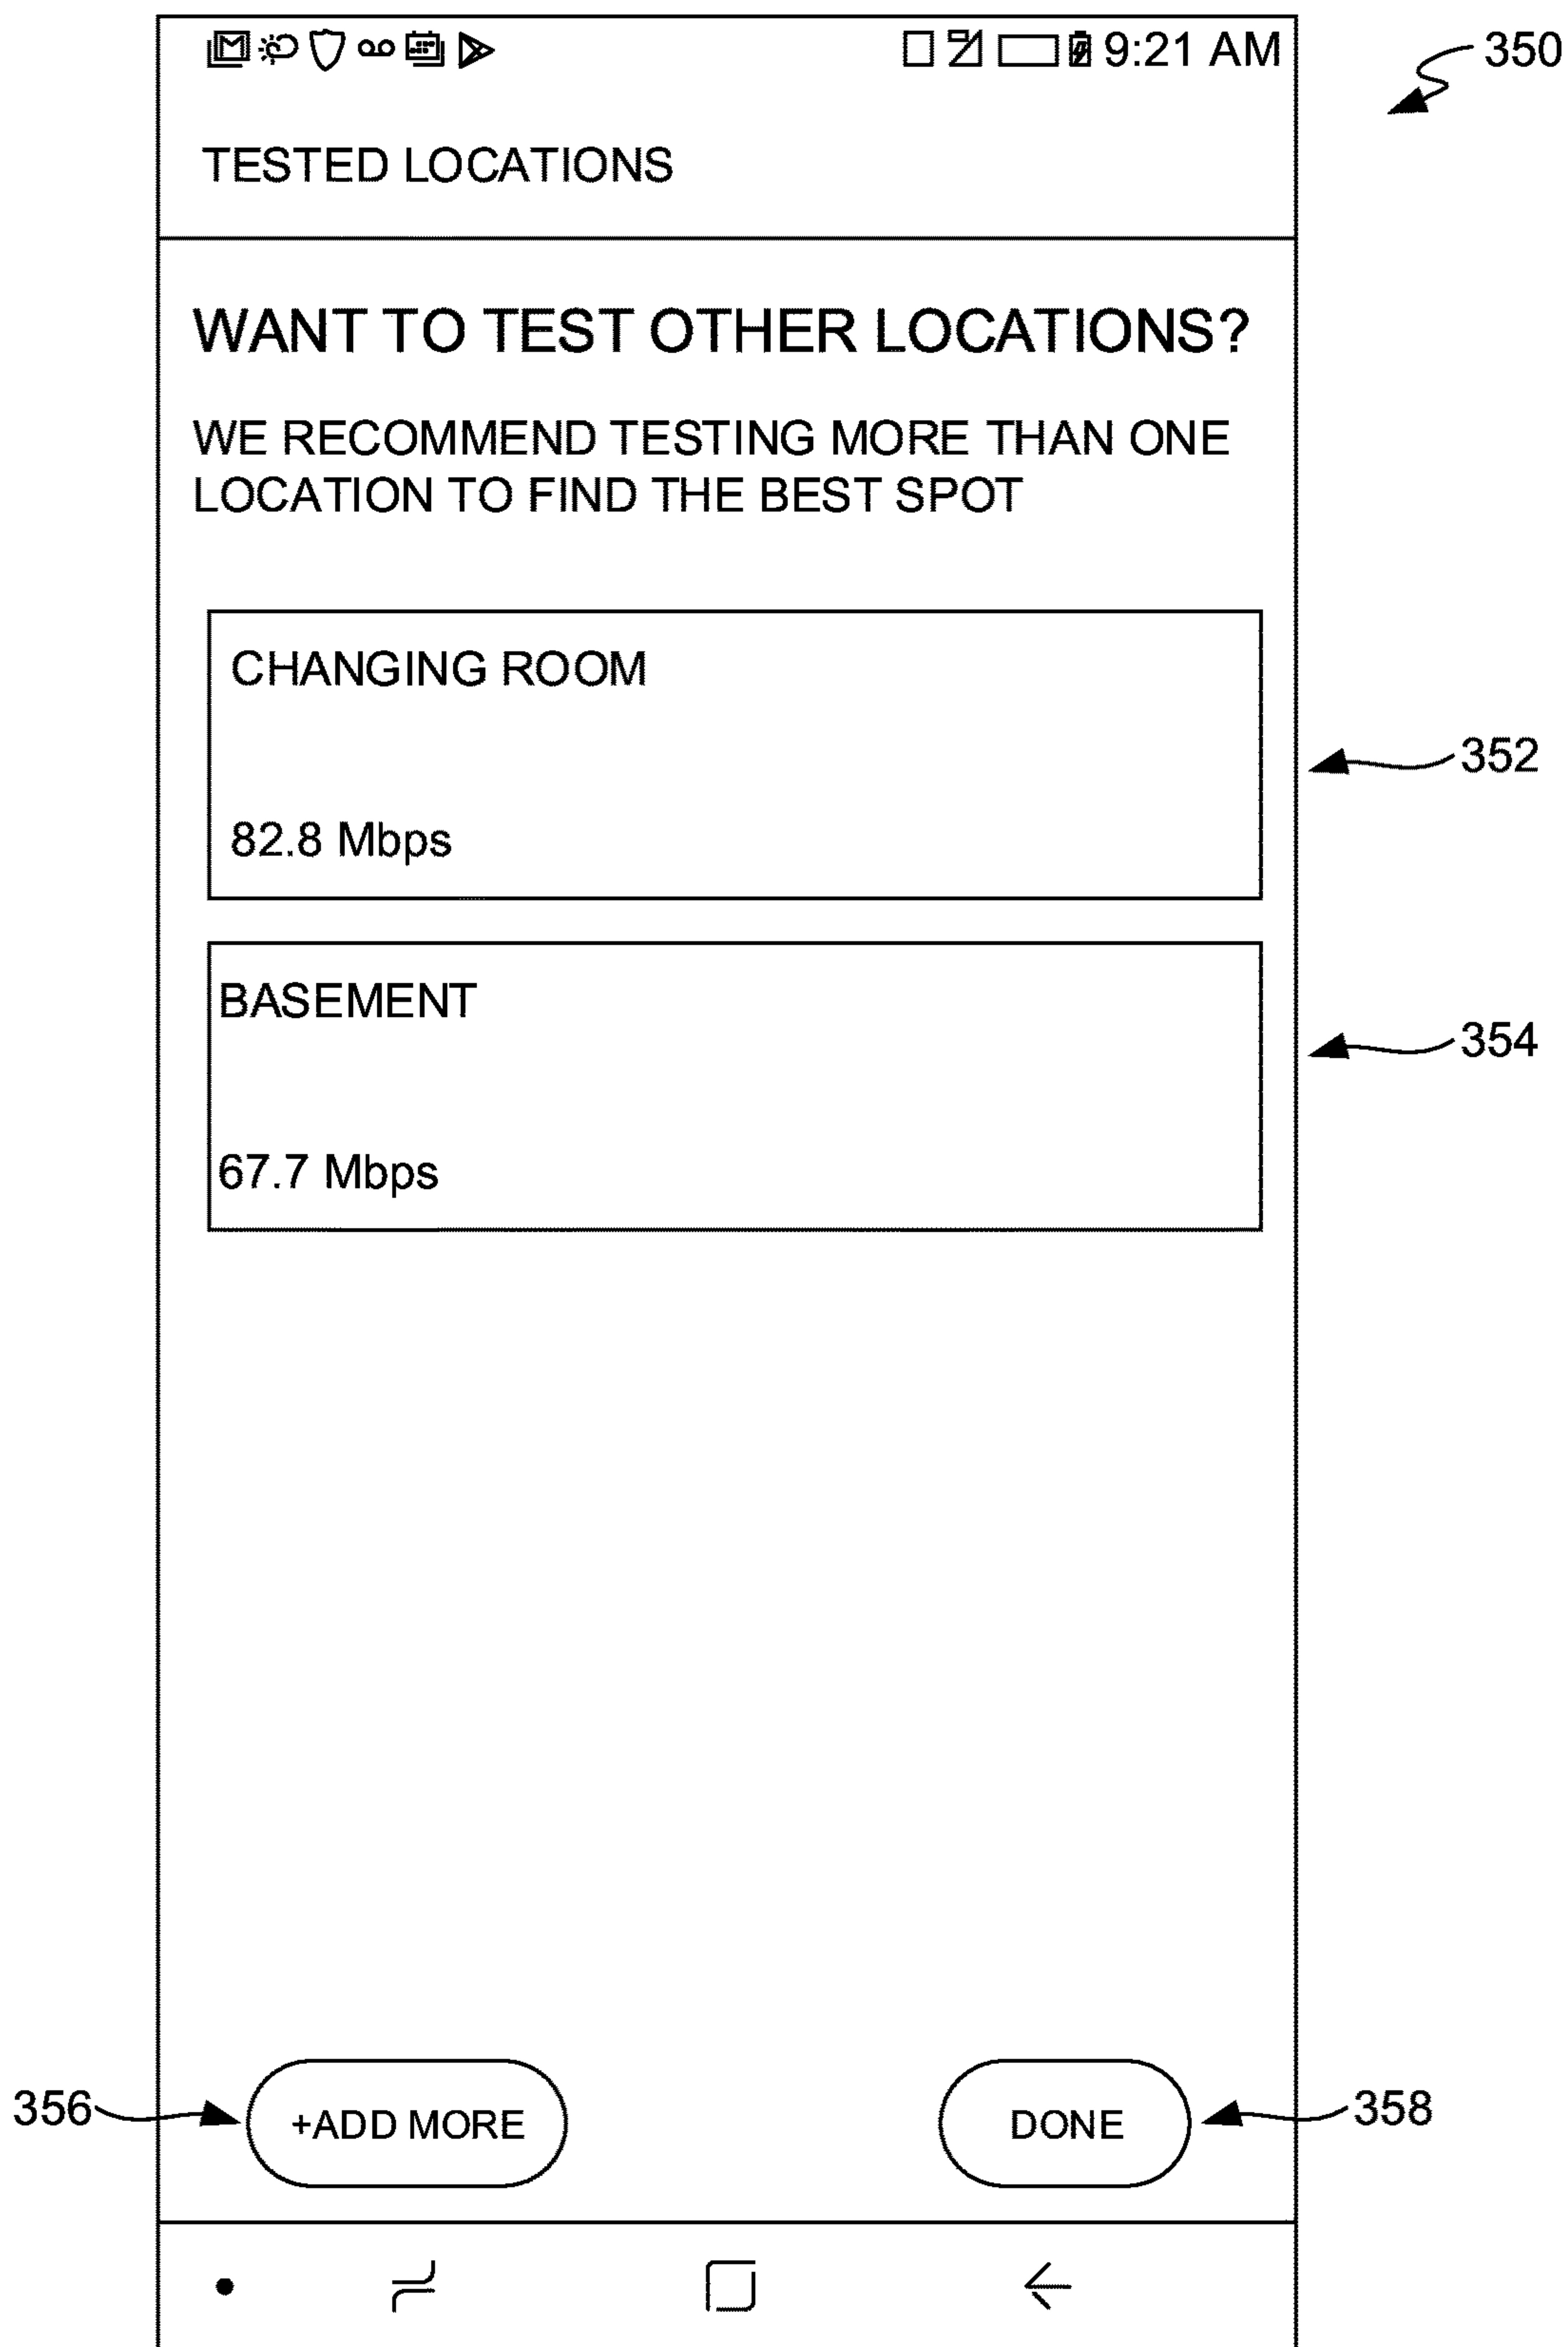 9:21 AM
350
TESTED LOCATIONS
WANT TO TEST OTHER LOCATIONS?
WE RECOMMEND TESTING MORE THAN ONE
LOCATION TO FIND THE BEST SPOT
CHANGING ROOM
352
82.8 Mbps
BASEMENT
354
67.7 Mbps
356
+ADD MORE
DONE
358